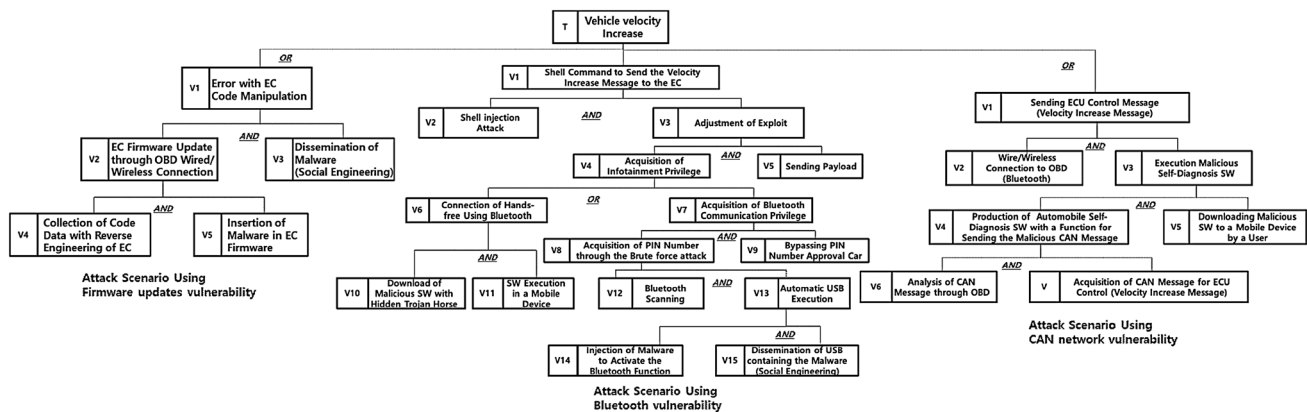 T
Vehicle velocity
Increase
OR
OR
V1
Error with EC
Code Manipulation
AND
V2
EC Firmware Update
through OBD Wired/
Wireless Connection
V3
Dissemination of
Malware
(Social Engineering)
AND
V4
Collection of Code
Data with Reverse
Engineering of EC
V5
Insertion of
Malware in EC
Firmware
Attack Scenario Using
Firmware updates vulnerability
V1
Shell Command to Send the Velocity
Increase Message to the EC
AND
V2
Shell injection
Attack
V3
Adjustment of Exploit
AND
V4
Acquisition of
Infotainment Privilege
V5
Sending Payload
OR
V6
Connection of Hands-
free Using Bluetooth
V7
Acquisition of Bluetooth
Communication Privilege
AND
V8
Acquisition of PIN Number
through the Brute force attack
V9
Bypassing PIN
Number Approval Car
AND
V10
Download of
Malicious SW with
Hidden Trojan Horse
V11
SW Execution
in a Mobile
Device
AND
V12
Bluetooth
Scanning
V13
Automatic USB
Execution
AND
V14
Injection of Malware
to Activate the
Bluetooth Function
V15
Dissemination of USB
containing the Malware
(Social Engineering)
Attack Scenario Using
Bluetooth vulnerability
V1
Sending ECU Control Message
(Velocity Increase Message)
AND
V2
Wire/Wireless
Connection to OBD
(Bluetooth)
V3
Execution Malicious
Self-Diagnosis SW
AND
V4
Production of Automobile Self-
Diagnosis SW with a Function for
Sending the Malicious CAN Message
V5
Downloading Malicious
SW to a Mobile Device
by a User
AND
V6
Analysis of CAN
Message through OBD
V
Acquisition of CAN Message for ECU
Control (Velocity Increase Message)
Attack Scenario Using
CAN network vulnerability